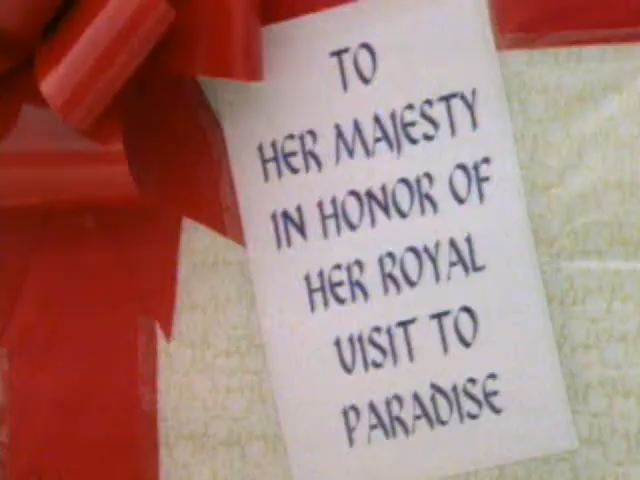 TO
HER MAJESTY
IN HONOR OF
HER ROYAL
VISIT TO
PARADISE